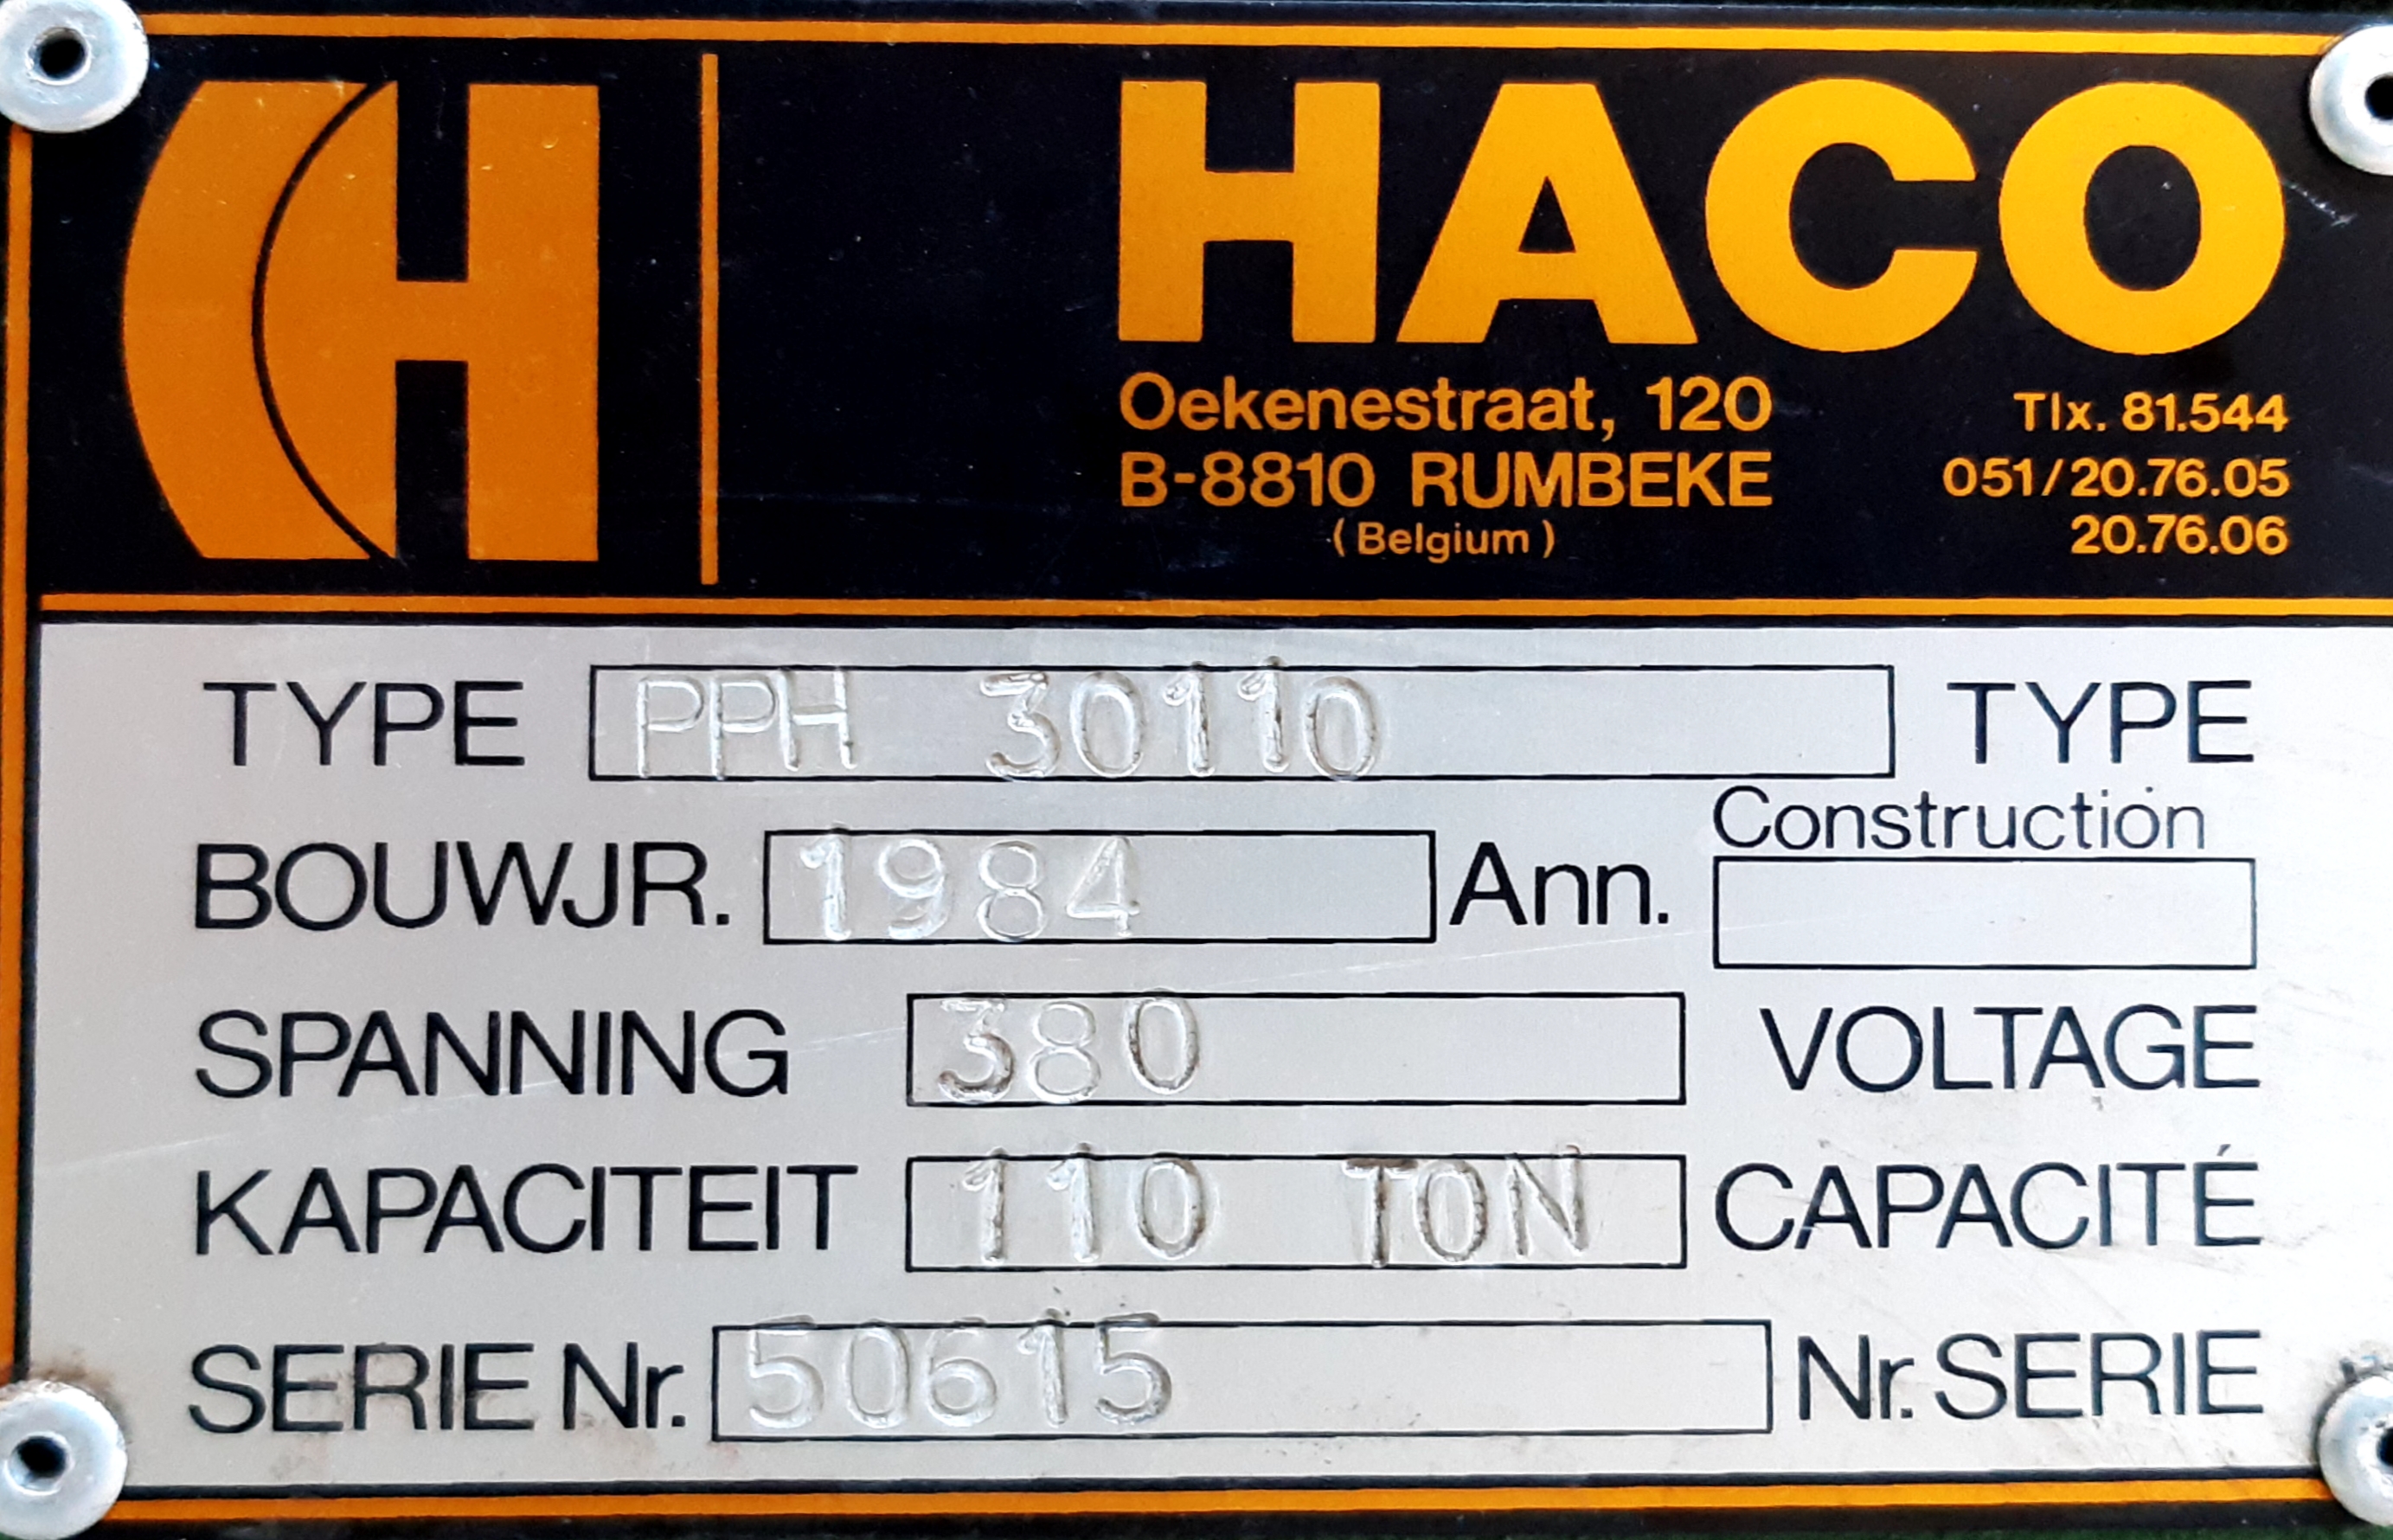 HACO
Oekenestraat, 120 Tlx. 81.544
B-8810 RUMBEKE 051/20.76.05
(Belgium) 20.76.06
TYPE PPH 30110 TYPE
Construction
BOUWJR. 1984 Ann.
SPANNING 380 VOLTAGE
KAPACITEIT 110 TON CAPACITÉ
SERIE Nr. 50615 Nr. SERIE